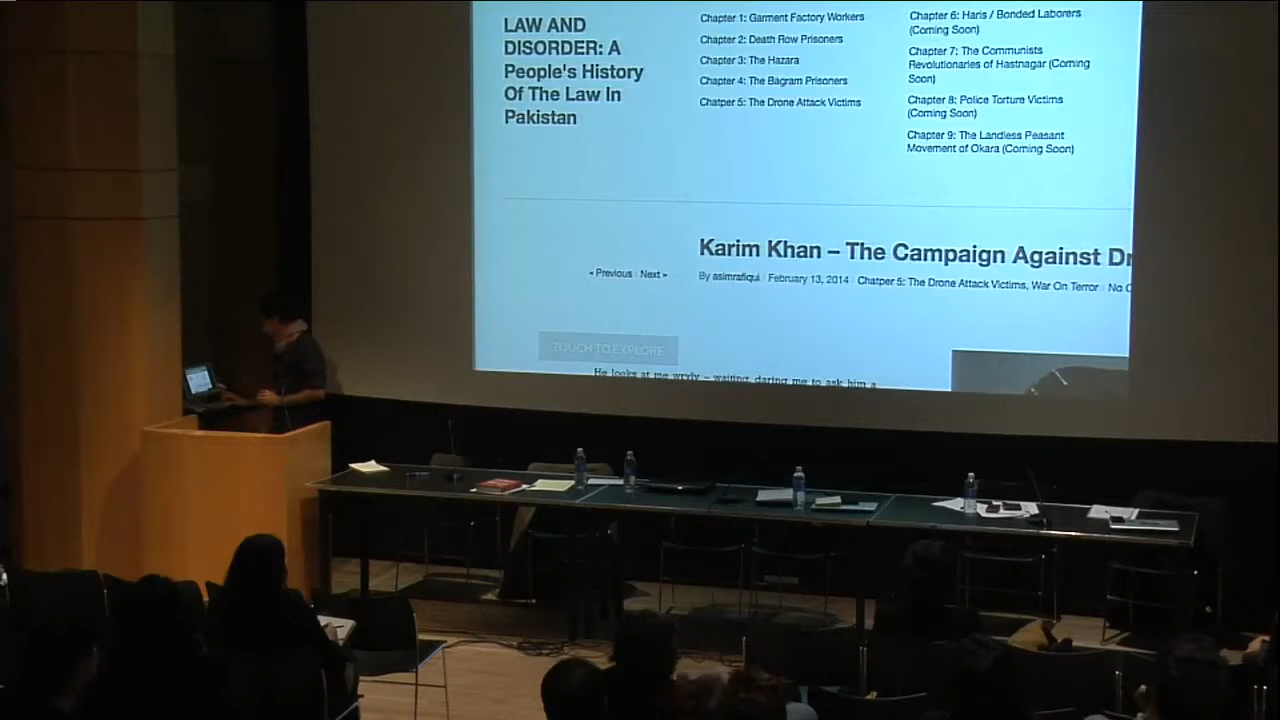 LAW AND
DISORDER: A
People's History
Of The Law In
Pakistan
Chapter 1: Garment Factory Workers
Chapter 2: Death Row Prisoners
Chapter 3: The Hazara
Chapter 4: The Bagram Prisoners
Chatper 5: The Drone Attack Victims
Chapter 6: Haris / Bonded Laborers
(Coming Soon)
Chapter 7: The Communists
Revolutionaries of Hastnagar (Coming
Soon)
Chapter 8: Police Torture Victims
(Coming Soon)
Chapter 9: The Landless Peasant
Movement of Okara (Coming Soon)
« Previous / Next »
Karim Khan – The Campaign Against Dr
By asimrafiqui / February 13, 2014 / Chatper 5: The Drone Attack Victims, War On Terror / No C
TOUCH TO EXPLORE
He looks at me wryly – waiting, daring me to ask him a